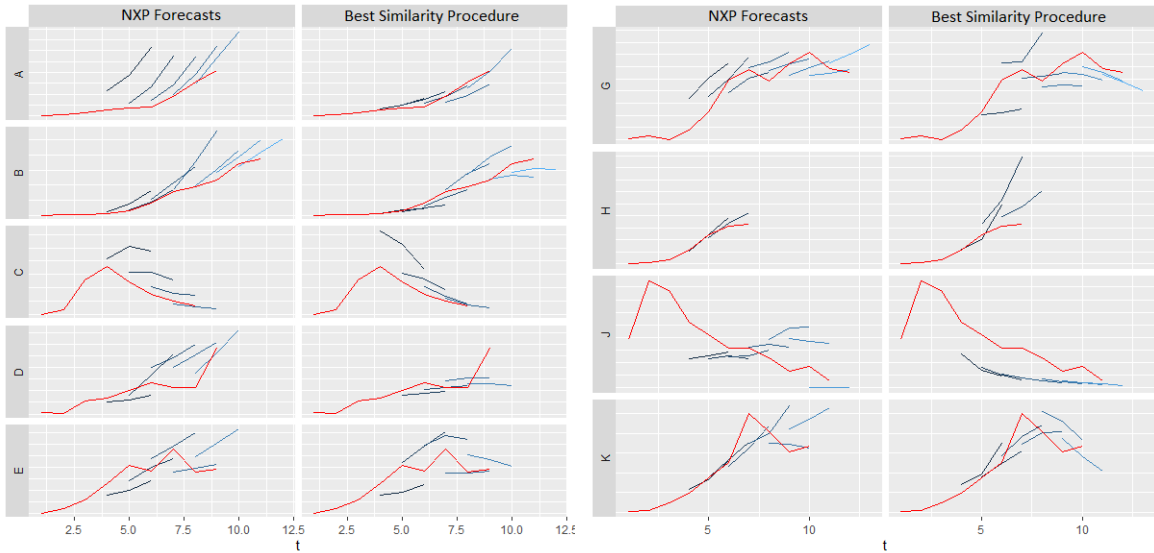 NXP Forecasts Best Similarity Procedure
A
B
C
D
E
2.5 5.0 7.5 10.0 12.5 2.5 5.0 7.5 10.0 12.5
t
NXP Forecasts Best Similarity Procedure
G
H
J
K
5 10 5 10
t